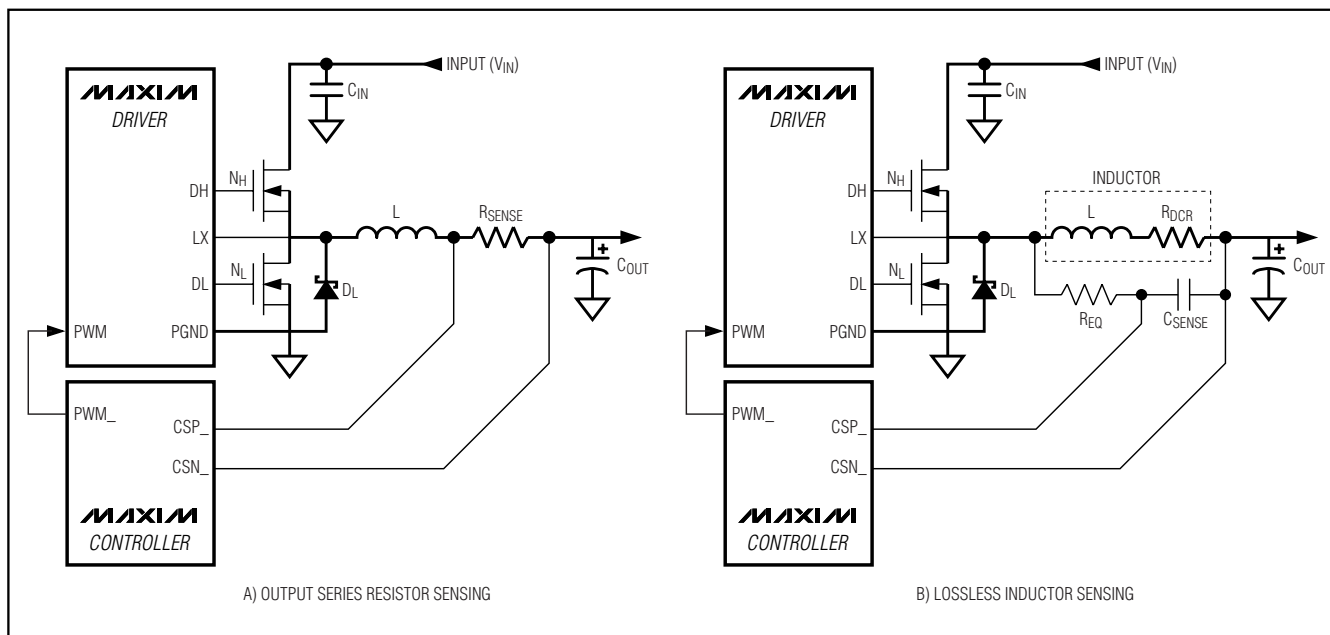 MAXIM
DRIVER
DH
LX
DL
PWM
PGND
NH
NL
DL
CIN
INPUT (VIN)
L
RSENSE
+
COUT
PWM_
CSP_
CSN_
MAXIM
CONTROLLER
A) OUTPUT SERIES RESISTOR SENSING
MAXIM
DRIVER
DH
LX
DL
PWM
PGND
NH
NL
DL
CIN
INPUT (VIN)
INDUCTOR
L
RDCR
REQ
CSENSE
+
COUT
PWM_
CSP_
CSN_
MAXIM
CONTROLLER
B) LOSSLESS INDUCTOR SENSING